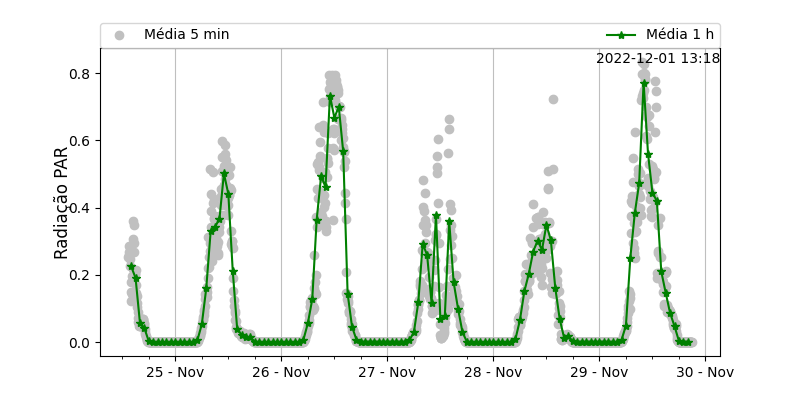 Média 5 min
Média 1 h
2022-12-01 13:18
Radiação PAR
0.8
0.6
0.4
0.2
0.0
25 - Nov
26 - Nov
27 - Nov
28 - Nov
29 - Nov
30 - Nov